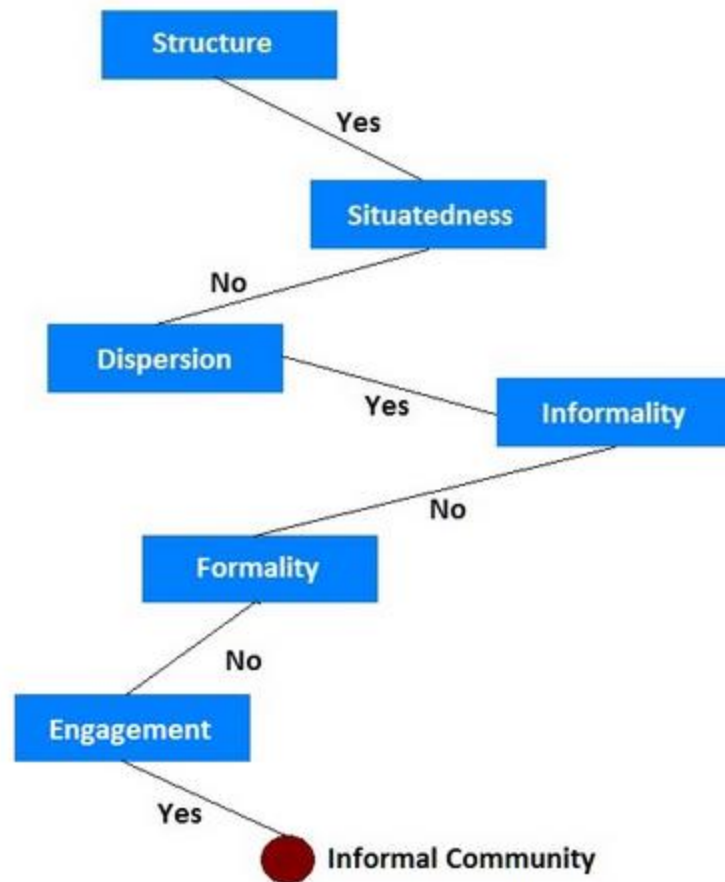 Structure
Yes
Situatedness
No
Dispersion
Yes
Informality
No
Formality
No
Engagement
Yes
Informal Community